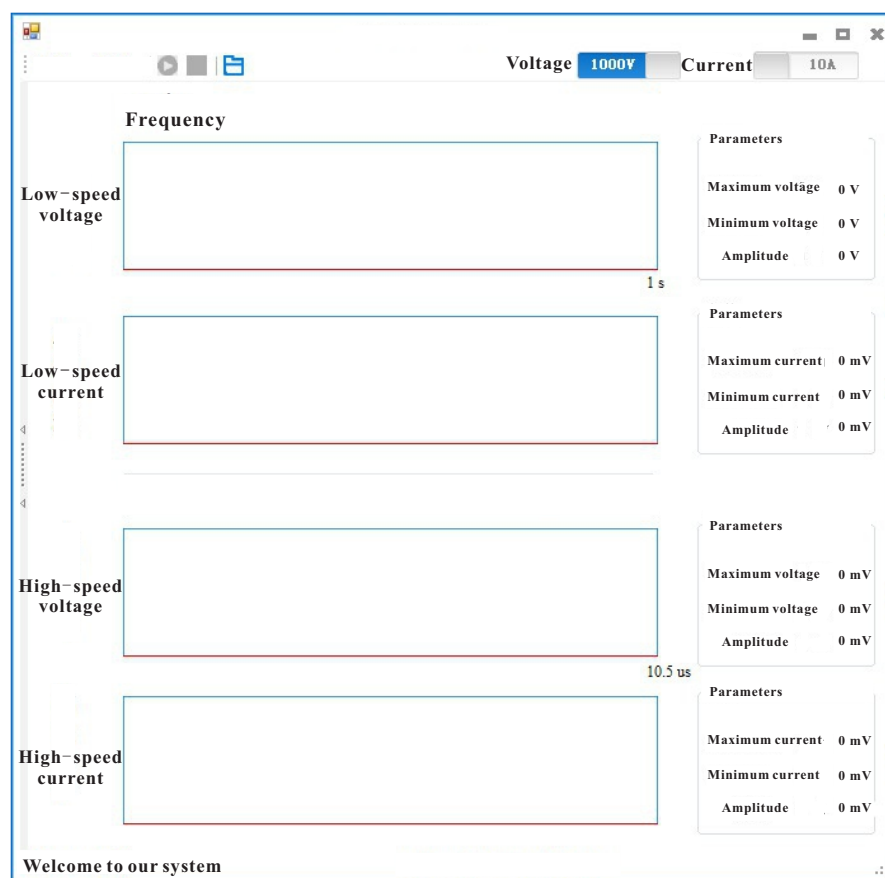 Voltage 1000V Current 10A
Frequency
Low-speed
voltage
Parameters
Maximum voltage 0 V
Minimum voltage 0 V
Amplitude 0 V
1 s
Low-speed
current
Parameters
Maximum current 0 mV
Minimum current 0 mV
Amplitude 0 mV
High-speed
voltage
Parameters
Maximum voltage 0 mV
Minimum voltage 0 mV
Amplitude 0 mV
10.5 us
High-speed
current
Parameters
Maximum current 0 mV
Minimum current 0 mV
Amplitude 0 mV
Welcome to our system